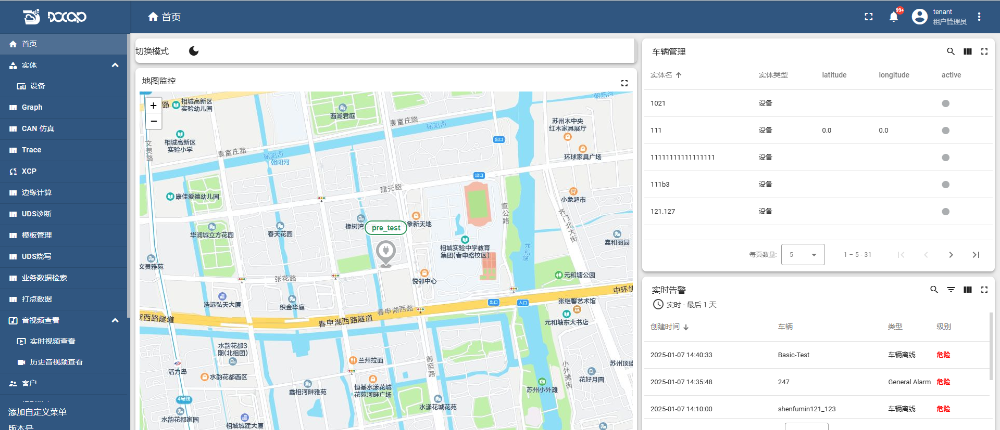 DOCAN
首页
99+
tenant
租户管理员
首页
实体
设备
Graph
CAN 仿真
Trace
XCP
边缘计算
UDS诊断
模板管理
UDS烧写
业务数据检索
打点数据
音视频查看
实时视频查看
历史音视频查看
客户
添加自定义菜单
版本号
切换模式
地图监控
+
−
路
相城高新区
实验幼儿园
西湖君庭
袁富庄路
朝阳河
朝阳河
苏州木中央
红木家具展厅
相城高新区
实验小学
文灵路
袁富庄路
朝阳河
朝阳河
出口
环球家具广场
出口
建元路
康佳爱德幼儿园
小象超市
宣公路
齐门北大街
橡树湾
pre_test
象新天地
华润城立方花园
春天花园
相城实验中学教育
集团(春申路校区)
元和塘
嘉和丽园
文灵雅苑
张花路
悦邻中心
元和塘公园
中环快
浩远弘天大厦
织金华庭
出口
入口
张继馨艺术馆
春申湖西路
湖西路隧道
春申湖西路隧道
元和塘东大书店
水韵花都3
期(北组团)
兰州拉面
御窑路
小外滩街
苏州顶盛
活力岛
水韵花都西区
鑫相河畔雅苑
恒基水漾花城
花苑河畔广场
花好月圆
苏州小外滩
4号线
水漾花城花苑
水韵花都家园
相城城建大厦
车辆管理
实体名 实体类型 latitude longitude active
1021 设备
111 设备 0.0 0.0
11111111111111111 设备
111b3 设备
121.127 设备
每页数量: 5 1 – 5 - 31
实时告警
实时 - 最后 1 天
创建时间 车辆 类型 级别
2025-01-07 14:40:33 Basic-Test 车辆离线 危险
2025-01-07 14:35:48 247 General Alarm 危险
2025-01-07 14:10:00 shenfumin121_123 车辆离线 危险